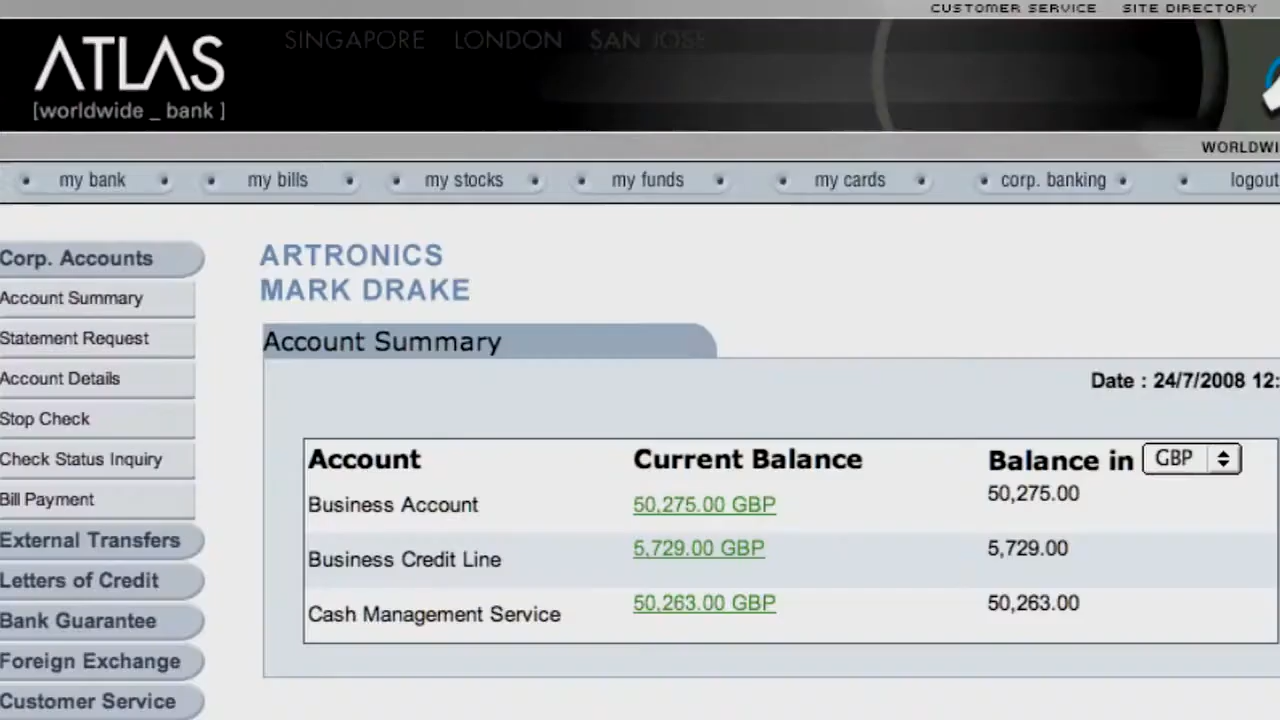 CUSTOMER SERVICE SITE DIRECTORY
ATLAS
[worldwide _ bank ]
SINGAPORE LONDON SAN JOSE
WORLDWI
my bank my bills my stocks my funds my cards corp. banking logout
Corp. Accounts
Account Summary
Statement Request
Account Details
Stop Check
Check Status Inquiry
Bill Payment
External Transfers
Letters of Credit
Bank Guarantee
Foreign Exchange
Customer Service
ARTRONICS
MARK DRAKE
Account Summary
Date : 24/7/2008 12:
Account Current Balance Balance in GBP
Business Account 50,275.00 GBP 50,275.00
Business Credit Line 5,729.00 GBP 5,729.00
Cash Management Service 50,263.00 GBP 50,263.00